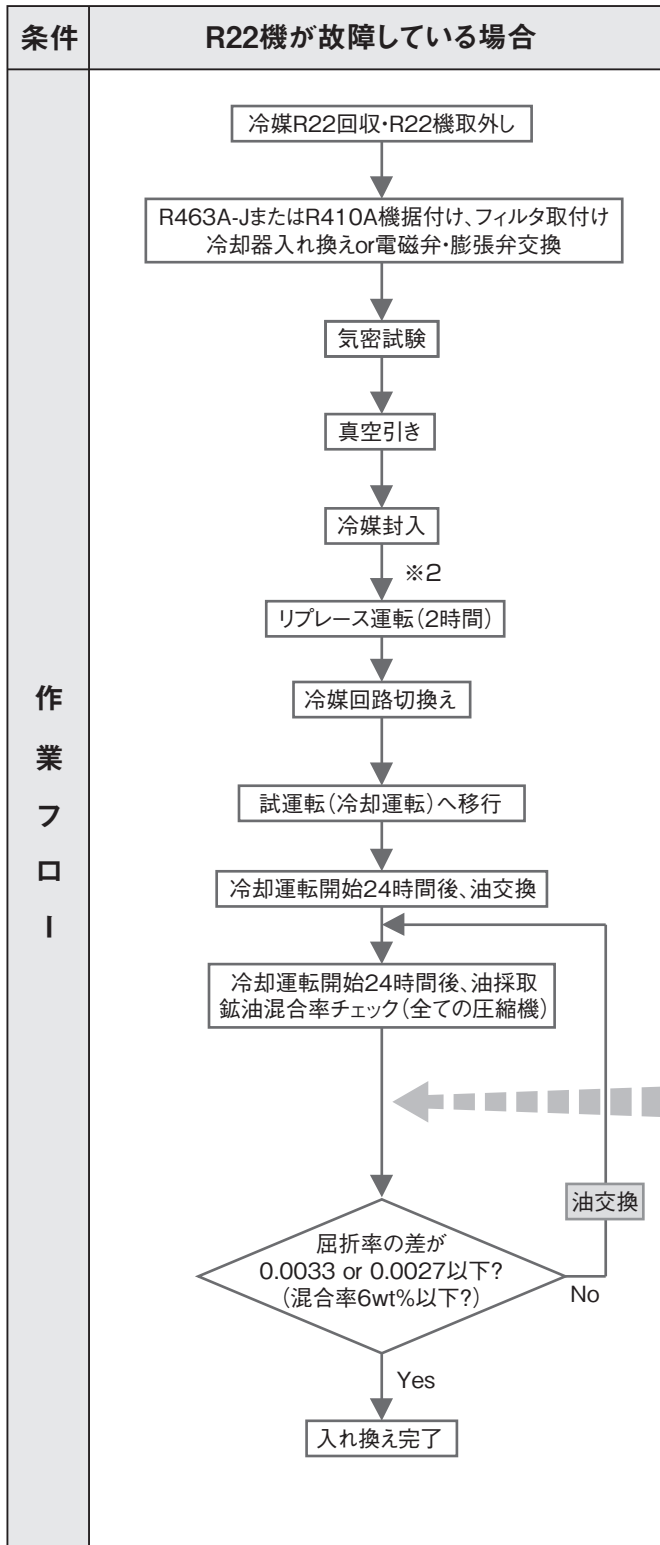 条件
R22機が故障している場合
作業フロー
冷媒R22回収・R22機取外し
R463A-JまたはR410A機据付け、フィルタ取付け
冷却器入れ換えor電磁弁・膨張弁交換
気密試験
真空引き
冷媒封入
※2
リプレース運転(2時間)
冷媒回路切換え
試運転(冷却運転)へ移行
冷却運転開始24時間後、油交換
冷却運転開始24時間後、油採取
鉱油混合率チェック(全ての圧縮機)
油交換
屈折率の差が
0.0033 or 0.0027以下?
(混合率6wt%以下?)
No
Yes
入れ換え完了